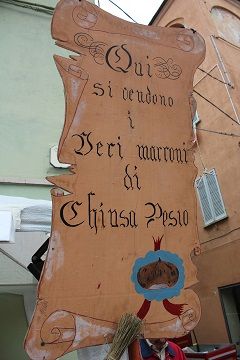 Qui
si vendono
i
Veri marroni
di
Chiusa Pesio